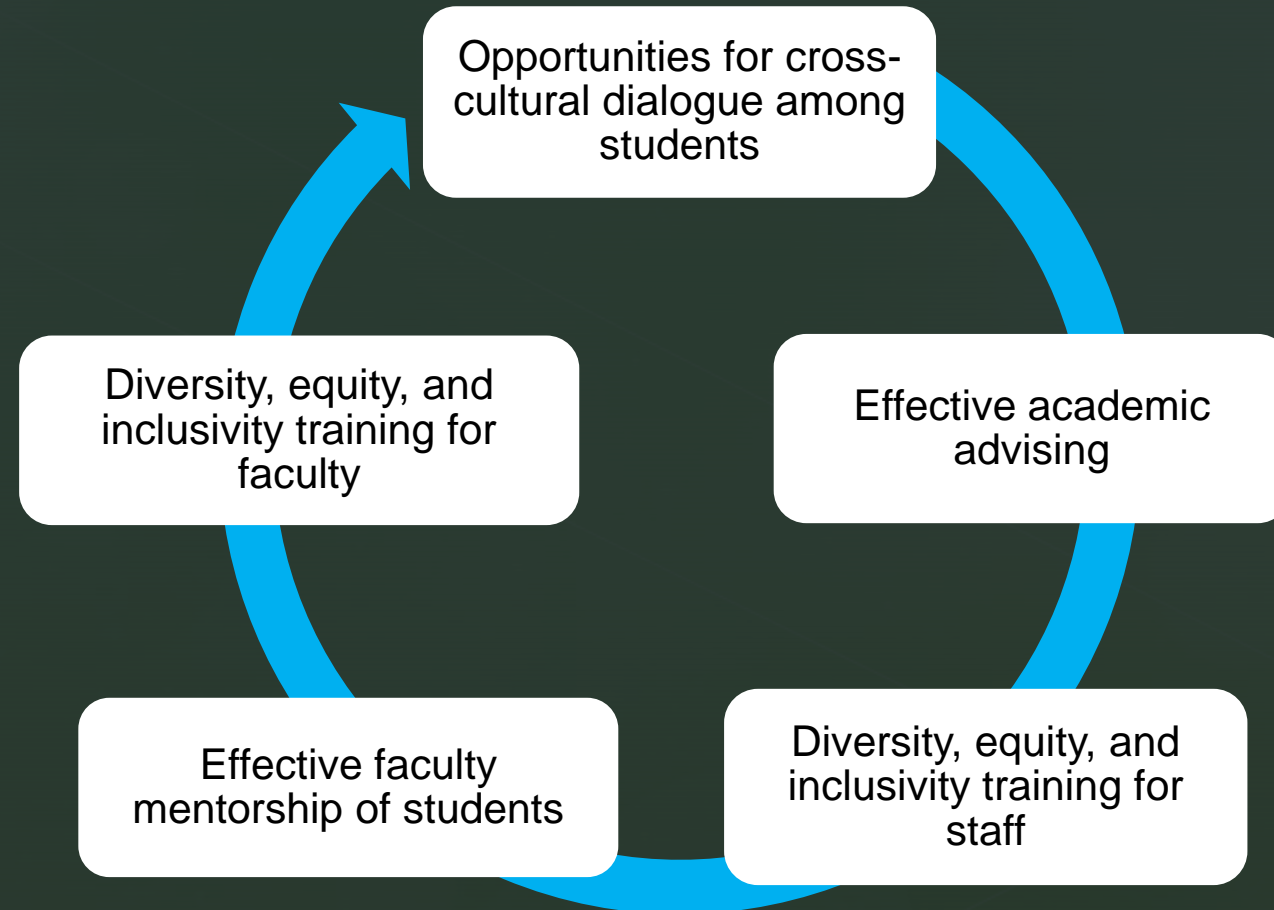 Opportunities for cross-
cultural dialogue among
students
Effective academic
advising
Diversity, equity, and
inclusivity training for
staff
Effective faculty
mentorship of students
Diversity, equity, and
inclusivity training for
faculty